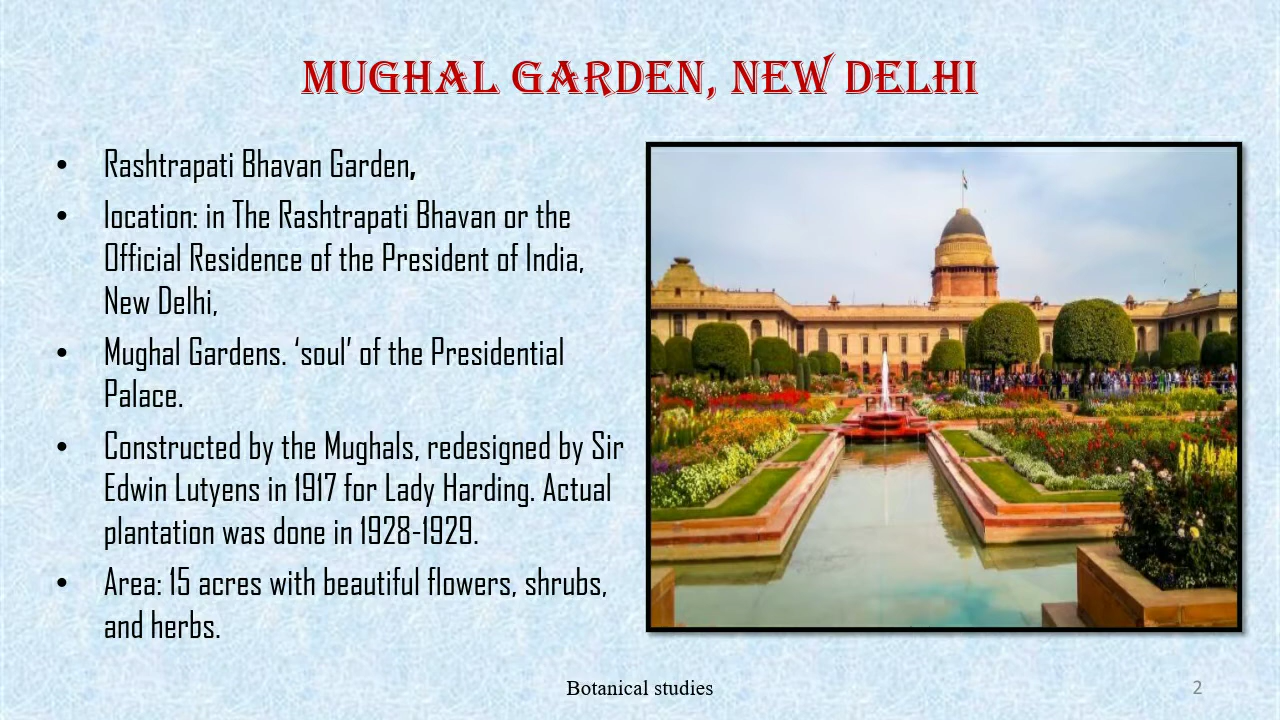 MUGHAL GARDEN, NEW DELHI
• Rashtrapati Bhavan Garden,
• location: in The Rashtrapati Bhavan or the
Official Residence of the President of India,
New Delhi,
• Mughal Gardens. ‘soul’ of the Presidential
Palace.
• Constructed by the Mughals, redesigned by Sir
Edwin Lutyens in 1917 for Lady Harding. Actual
plantation was done in 1928-1929.
• Area: 15 acres with beautiful flowers, shrubs,
and herbs.
Botanical studies
2